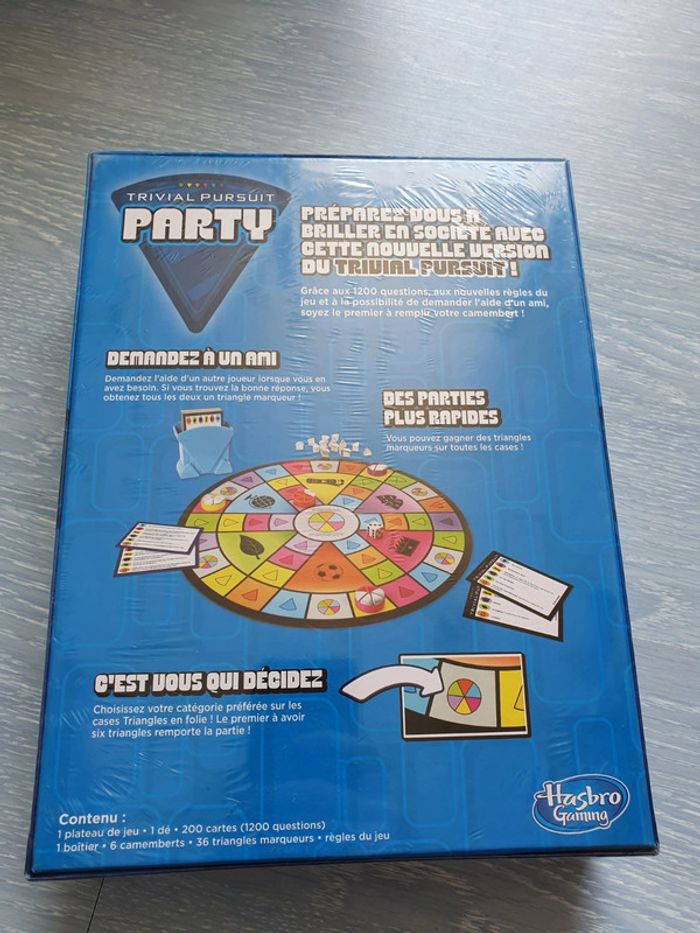 TRIVIAL PURSUIT
PARTY
PRÉPAREZ-VOUS À
BRILLER EN SOCIÉTÉ AVEC
CETTE NOUVELLE VERSION
DU TRIVIAL PURSUIT !
Grâce aux 1200 questions, aux nouvelles règles du
jeu et à la possibilité de demander l'aide d'un ami,
soyez le premier à remplir votre camembert !
DEMANDEZ À UN AMI
Demandez l'aide d'un autre joueur lorsque vous en
avez besoin. Si vous trouvez la bonne réponse, vous
obtenez tous les deux un triangle marqueur !
DES PARTIES
PLUS RAPIDES
Vous pouvez gagner des triangles
marqueurs sur toutes les cases !
C'EST VOUS QUI DÉCIDEZ
Choisissez votre catégorie préférée sur les
cases Triangles en folie ! Le premier à avoir
six triangles remporte la partie !
Hasbro
Gaming
Contenu :
1 plateau de jeu • 1 dé • 200 cartes (1200 questions)
1 boîtier • 6 camemberts • 36 triangles marqueurs • règles du jeu